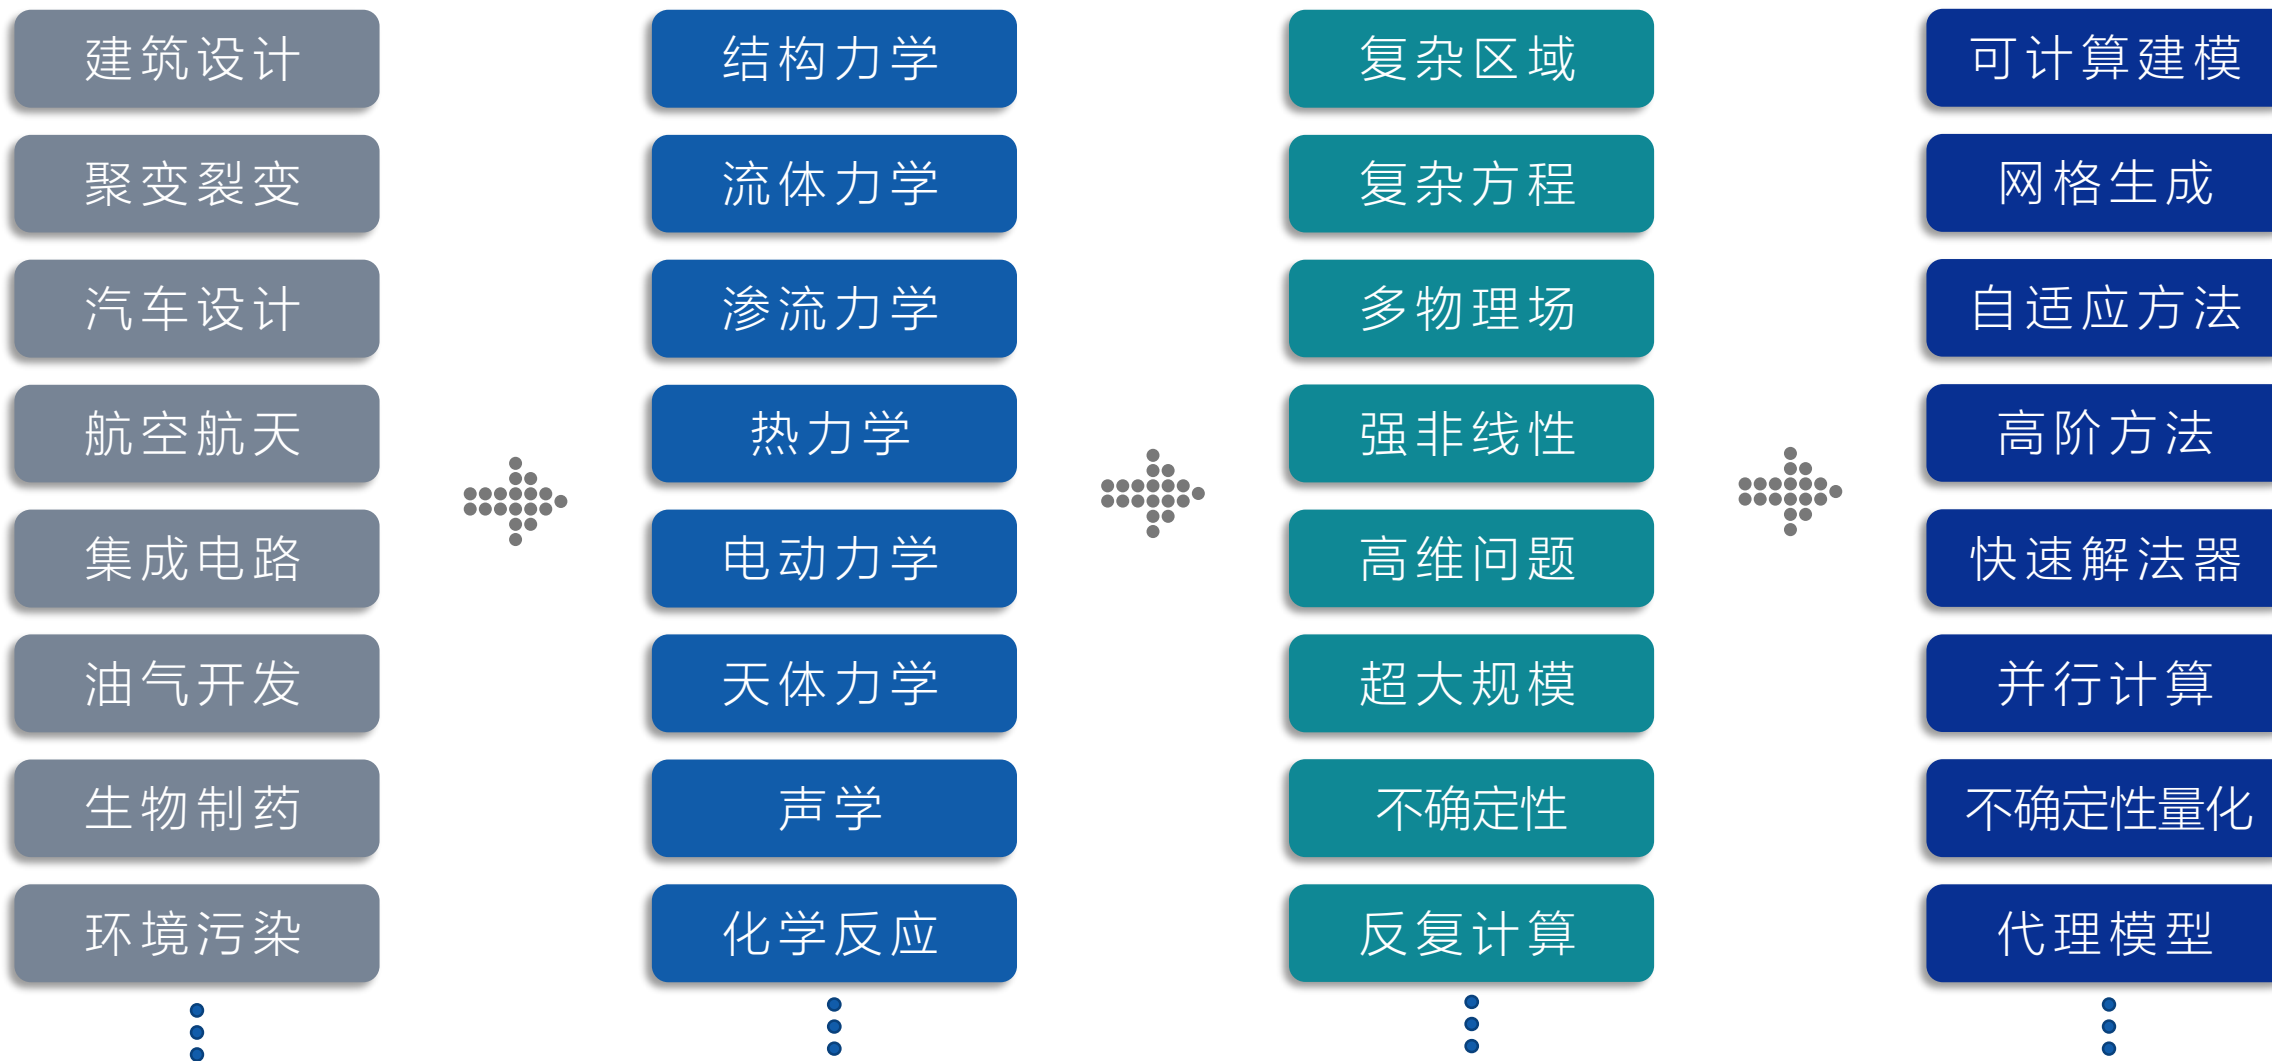 建筑设计
聚变裂变
汽车设计
航空航天
集成电路
油气开发
生物制药
环境污染
结构力学
流体力学
渗流力学
热力学
电动力学
天体力学
声学
化学反应
复杂区域
复杂方程
多物理场
强非线性
高维问题
超大规模
不确定性
反复计算
可计算建模
网格生成
自适应方法
高阶方法
快速解法器
并行计算
不确定性量化
代理模型